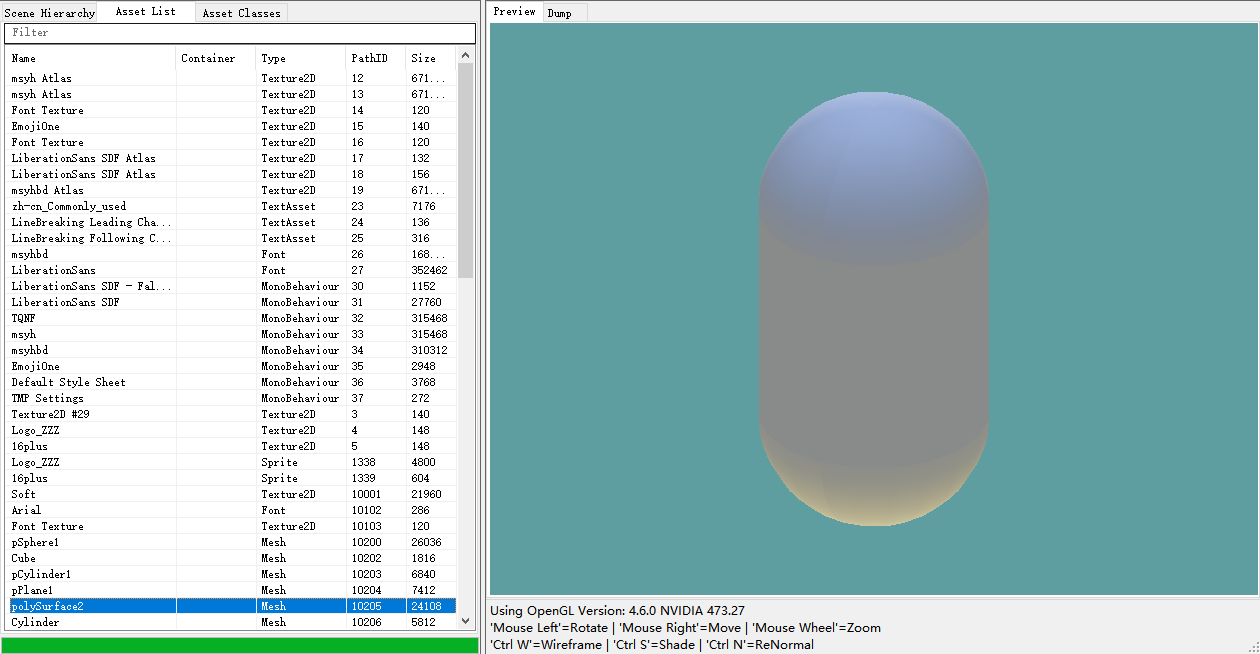 Scene Hierarchy Asset List Asset Classes
Filter
Name Container Type PathID Size
msyh Atlas Texture2D 12 671...
msyh Atlas Texture2D 13 671...
Font Texture Texture2D 14 120
EmojiOne Texture2D 15 140
Font Texture Texture2D 16 120
LiberationSans SDF Atlas Texture2D 17 132
LiberationSans SDF Atlas Texture2D 18 156
msyhbd Atlas Texture2D 19 671...
zh-cn_Commonly_used TextAsset 23 7176
LineBreaking Leading Cha... TextAsset 24 136
LineBreaking Following C... TextAsset 25 316
msyhbd Font 26 168...
LiberationSans Font 27 352462
LiberationSans SDF - Fal... MonoBehaviour 30 1152
LiberationSans SDF MonoBehaviour 31 27760
TQNF MonoBehaviour 32 315468
msyh MonoBehaviour 33 315468
msyhbd MonoBehaviour 34 310312
EmojiOne MonoBehaviour 35 2948
Default Style Sheet MonoBehaviour 36 3768
TMP Settings MonoBehaviour 37 272
Texture2D #29 Texture2D 3 140
Logo_ZZZ Texture2D 4 148
16plus Texture2D 5 148
Logo_ZZZ Sprite 1338 4800
16plus Sprite 1339 604
Soft Texture2D 10001 21960
Arial Font 10102 286
Font Texture Texture2D 10103 120
pSphere1 Mesh 10200 26036
Cube Mesh 10202 1816
pCylinder1 Mesh 10203 6840
pPlane1 Mesh 10204 7412
polySurface2 Mesh 10205 24108
Cylinder Mesh 10206 5812
Preview Dump
Using OpenGL Version: 4.6.0 NVIDIA 473.27
'Mouse Left'=Rotate | 'Mouse Right'=Move | 'Mouse Wheel'=Zoom
'Ctrl W'=Wireframe | 'Ctrl S'=Shade | 'Ctrl N'=ReNormal